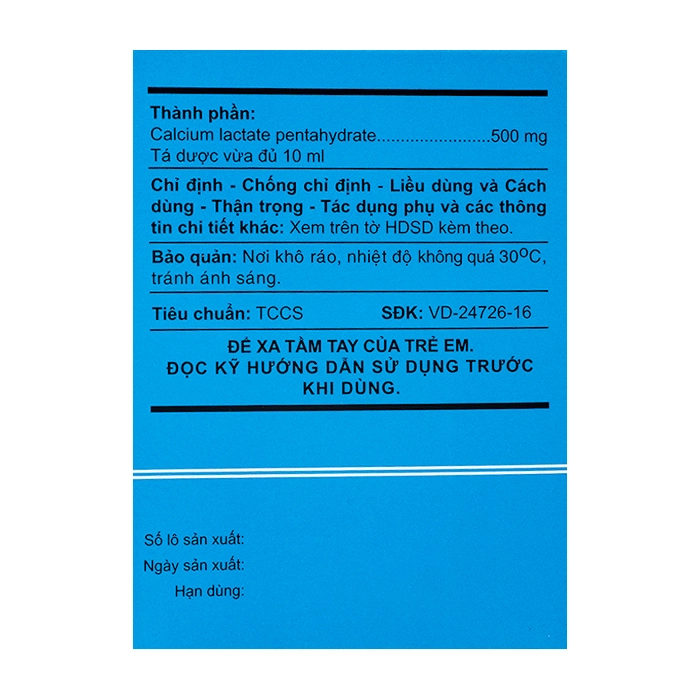 Thành phần:
Calcium lactate pentahydrate........................500 mg
Tá dược vừa đủ 10 ml
Chỉ định - Chống chỉ định - Liều dùng và Cách
dùng - Thận trọng - Tác dụng phụ và các thông
tin chi tiết khác: Xem trên tờ HDSD kèm theo.
Bảo quản: Nơi khô ráo, nhiệt độ không quá 30ºC,
tránh ánh sáng.
Tiêu chuẩn: TCCS SĐK: VD-24726-16
ĐỂ XA TẦM TAY CỦA TRẺ EM.
ĐỌC KỸ HƯỚNG DẪN SỬ DỤNG TRƯỚC
KHI DÙNG.
Số lô sản xuất:
Ngày sản xuất:
Hạn dùng: